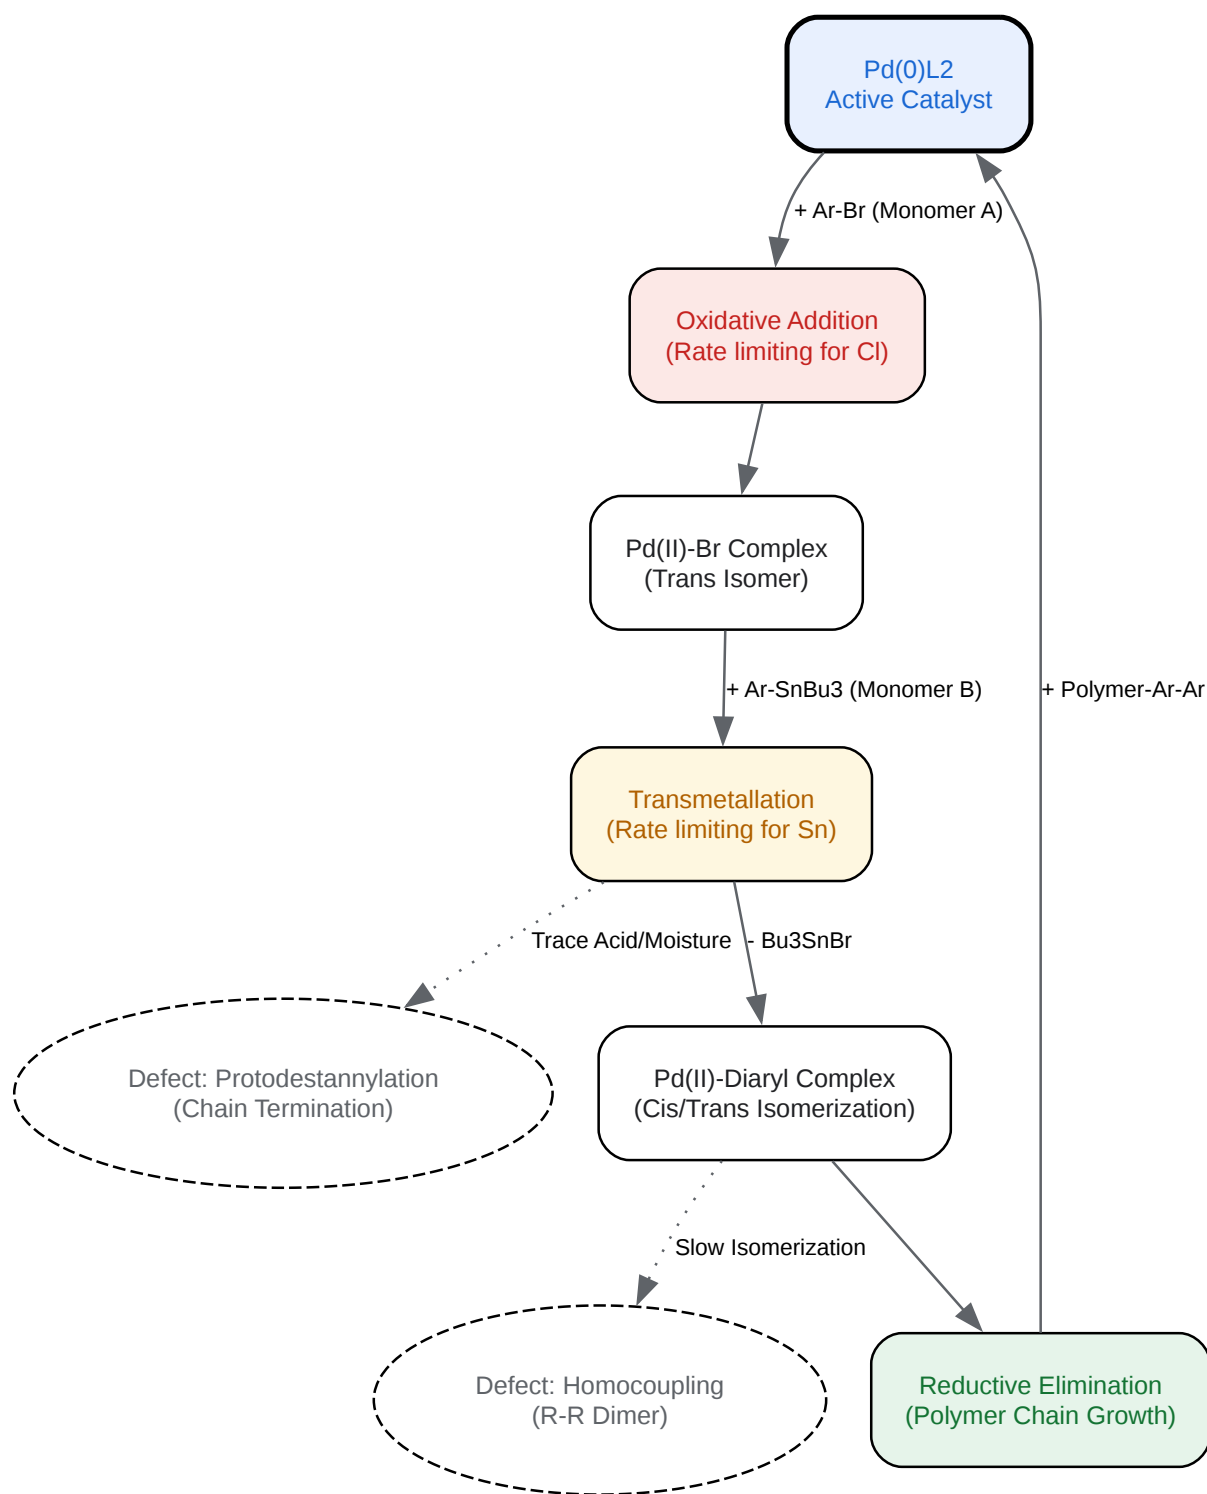 Pd(0)L2
Active Catalyst
+ Ar-Br (Monomer A)
Oxidative Addition
(Rate limiting for Cl)
Pd(II)-Br Complex
(Trans Isomer)
+ Ar-SnBu3 (Monomer B)
+ Polymer-Ar-Ar
Transmetallation
(Rate limiting for Sn)
Trace Acid/Moisture
- Bu3SnBr
Defect: Protodestannylation
(Chain Termination)
Pd(II)-Diaryl Complex
(Cis/Trans Isomerization)
Slow Isomerization
Defect: Homocoupling
(R-R Dimer)
Reductive Elimination
(Polymer Chain Growth)